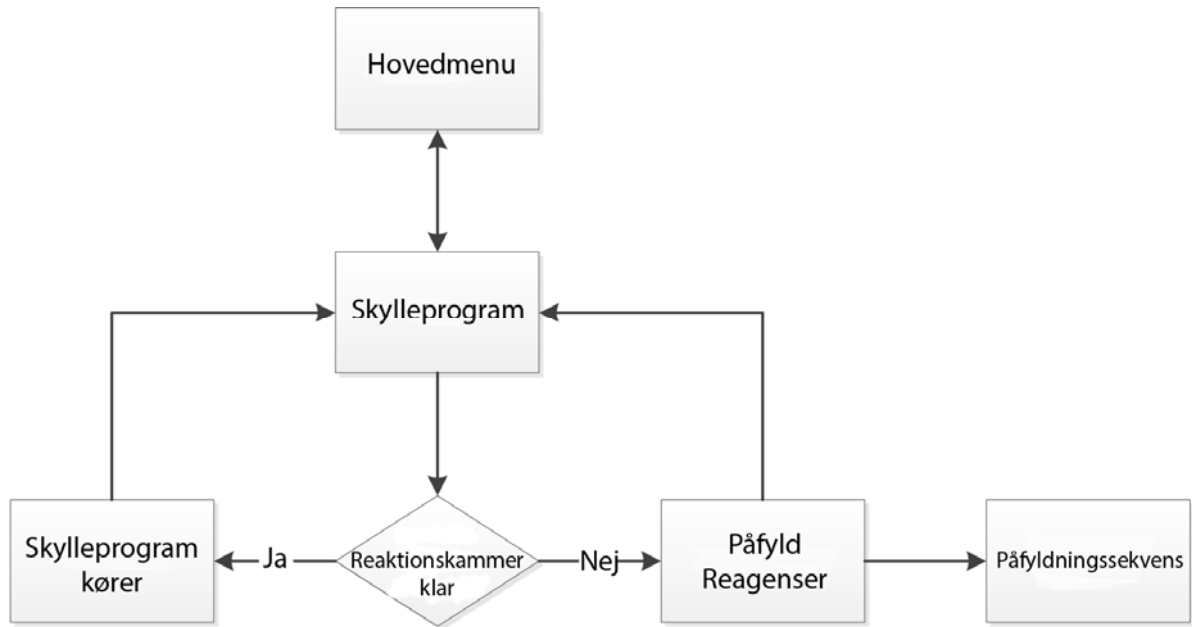 Hovedmenu
Skylleprogram
Skylleprogram
kører
Ja
Reaktionskammer
klar
Nej
Påfyld
Reagenser
Påfyldningssekvens